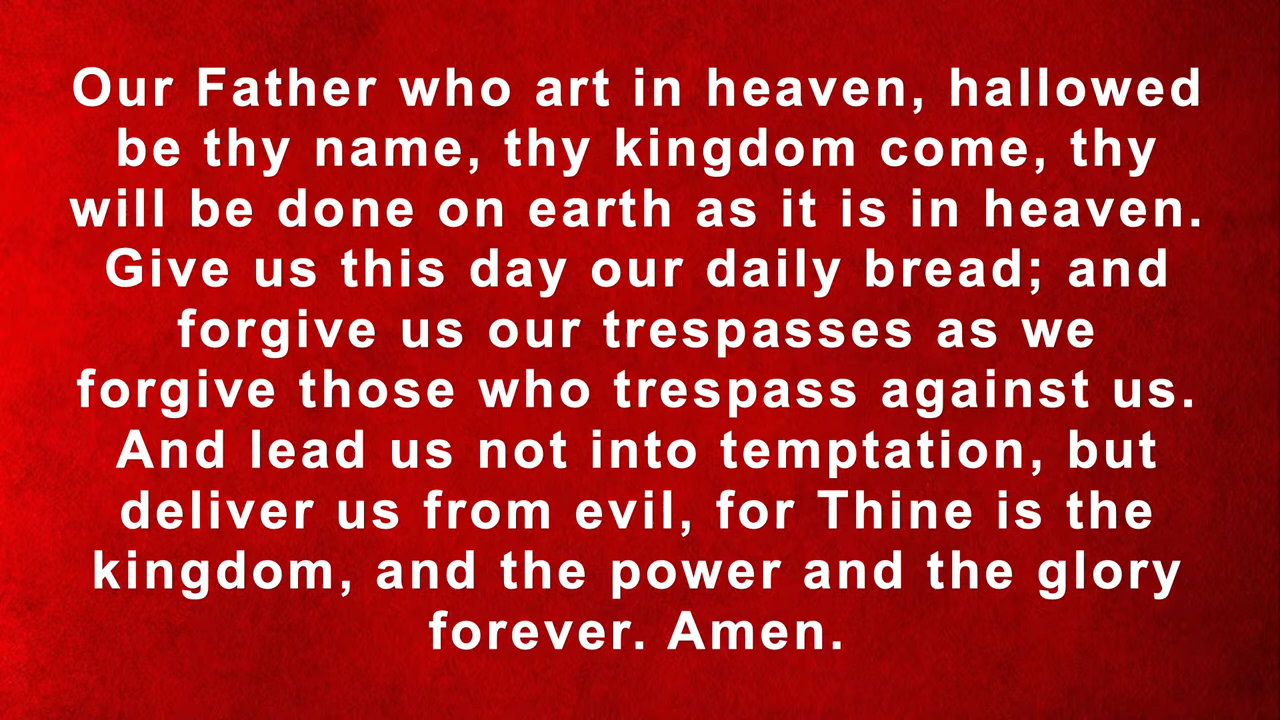 Our Father who art in heaven, hallowed
be thy name, thy kingdom come, thy
will be done on earth as it is in heaven.
Give us this day our daily bread; and
forgive us our trespasses as we
forgive those who trespass against us.
And lead us not into temptation, but
deliver us from evil, for Thine is the
kingdom, and the power and the glory
forever. Amen.